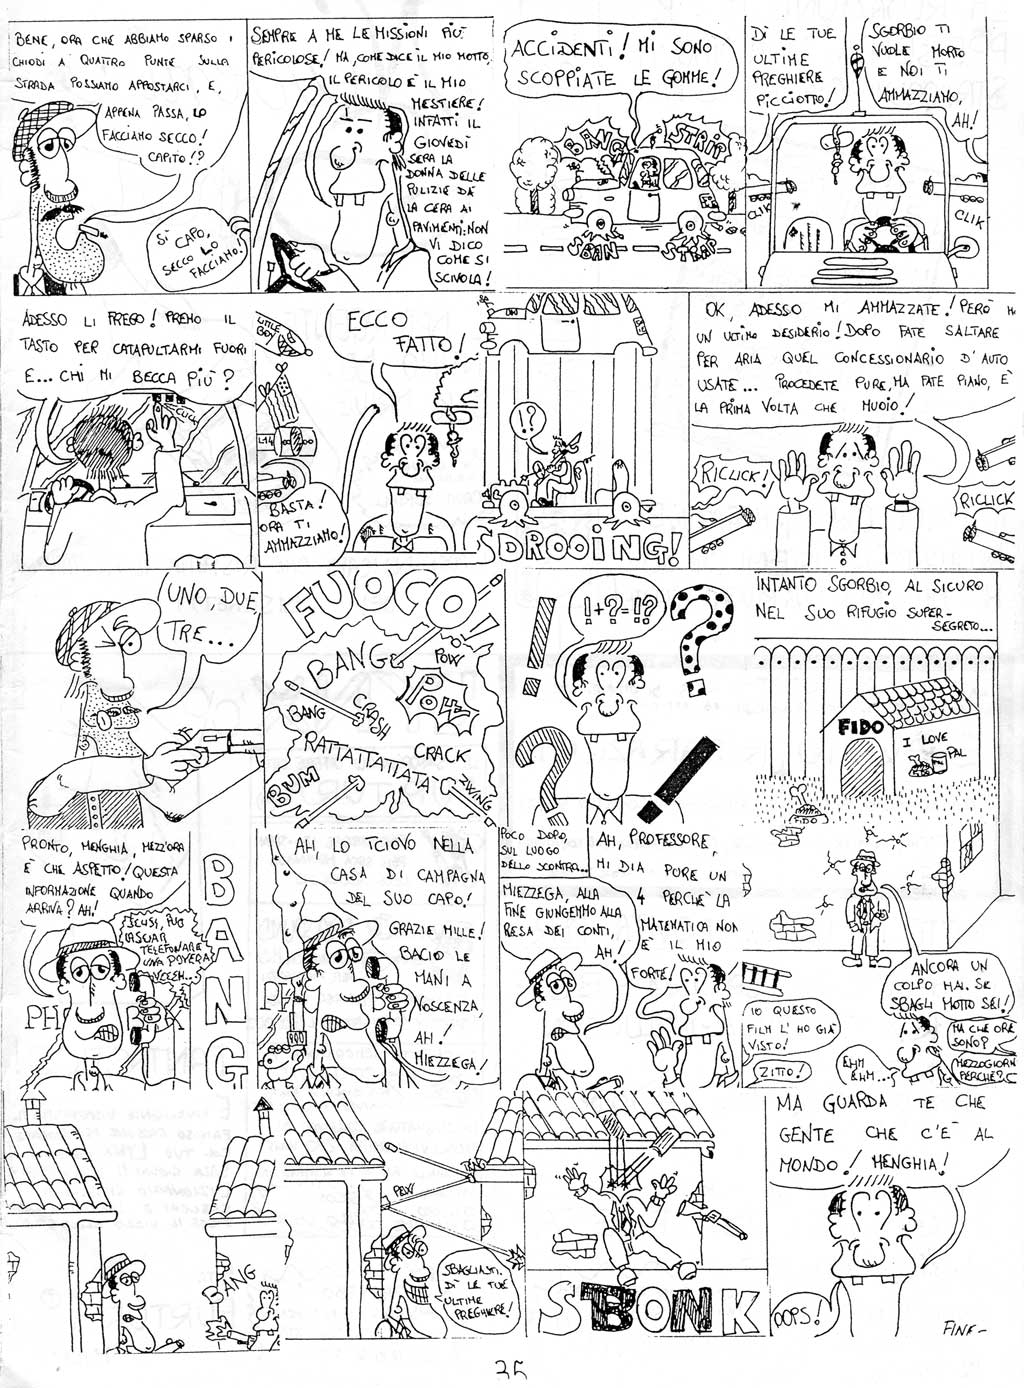 BENE, ORA CHE ABBIAMO SPARSO I
CHIODI A QUATTRO PUNTE SULLA
STRADA POSSIAMO APPOSTARCI, E,
APPENA PASSA, LO
FACCIAMO SECCO!
CAPITO!?
SI CAPO,
SECCO LO
FACCIAMO!
SEMPRE A ME LE MISSIONI PIÙ
PERICOLOSE! MA, COME DICE IL MIO MOTTO,
IL PERICOLO È IL MIO
MESTIERE!
INFATTI IL
GIOVEDÌ
SERA LA
DONNA DELLE
PULIZIE DÀ
LA CERA AI
PAVIMENTI. NON
VI DICO
COME SI
SCIVOLA!
ACCIDENTI! MI SONO
SCOPPIATE LE GOMME!
BANG
STRIP
SBAN
STRAP
DÌ LE TUE
ULTIME
PREGHIERE
PICCIOTTO!
SGORBIO TI
VUOLE MORTO
E NOI TI
AMMAZZIAMO,
AH!
CLIK
CLIK
ADESSO LI FREGO! PREMO IL
TASTO PER CATAPULTARMI FUORI
E... CHI MI BECCA PIÙ?
CLICK
LITTLE
BOY
ECCO
FATTO!
BASTA!
ORA TI
AMMAZZIAMO!
!?
SDROOING!
OK, ADESSO MI AMMAZZATE! PERÒ HO
UN ULTIMO DESIDERIO! DOPO FATE SALTARE
PER ARIA QUEL CONCESSIONARIO D'AUTO
USATE... PROCEDETE PURE, MA FATE PIANO, È
LA PRIMA VOLTA CHE MUOIO!
RICLICK!
RICLICK
UNO, DUE,
TRE...
FUOCO!
BANG
POW
BANG
CRASH
RATTATTATTATÀ
CRACK
BUM
ZWING
!+?=!?
INTANTO SGORBIO, AL SICURO
NEL SUO RIFUGIO SUPER-
SEGRETO...
FIDO
I LOVE
PAL
FIDO
PRONTO, MENGHIA, MEZZ'ORA
È CHE ASPETTO! QUESTA
INFORMAZIONE QUANDO
ARRIVA? AH!
TELEFONARE
UNA POVERA
BANG
AH, LO TCIOVO NELLA
CASA DI CAMPAGNA
DEL SUO CAPO!
GRAZIE MILLE!
BACIO LE
MANI A
VOSCENZA,
AH!
MIEZZEGA!
POCO DOPO,
SUL LUOGO
DELLO SCONTRO...
MIEZZEGA, ALLA
FINE GIUNGEMMO ALLA
RESA DEI CONTI,
AH!
AH, PROFESSORE,
MI DIA PURE UN
4 PERCHÈ LA
MATEMATICA NON
È IL MIO
FORTE!
ANCORA UN
COLPO HAI. SE
SBAGLI MOTTO SEI!
IO QUESTO
FILM L'HO GIÀ
VISTO!
ZITTO!
EHM
EHM...
MA CHE ORE
SONO?
MEZZOGIORNO
PERCHÈ?
BANG
POW
SBAGLIASTI.
DÌ LE TUE
ULTIME
PREGHIERE!
STBONK
MA GUARDA TE CHE
GENTE CHE C'È AL
MONDO! MENGHIA!
OOPS!
FINE-
35